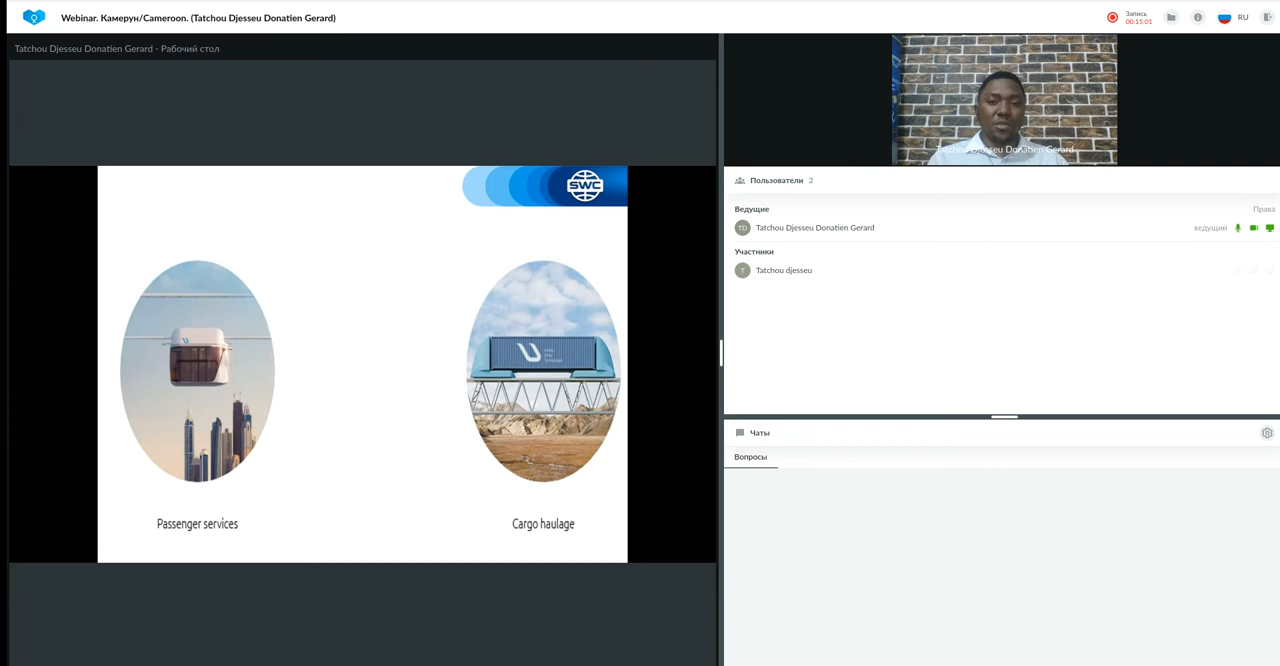 Webinar. Камерун/Cameroon. (Tatchou Djesseu Donatien Gerard)
Запись
00:15:01
RU
Tatchou Djesseu Donatien Gerard - Рабочий стол
SWC
Passenger services
Cargo haulage
Tatchou Djesseu Donatien Gerard
Пользователи 2
Ведущие Права
TD Tatchou Djesseu Donatien Gerard ведущий
Участники
T Tatchou djesseu
Чаты
Вопросы